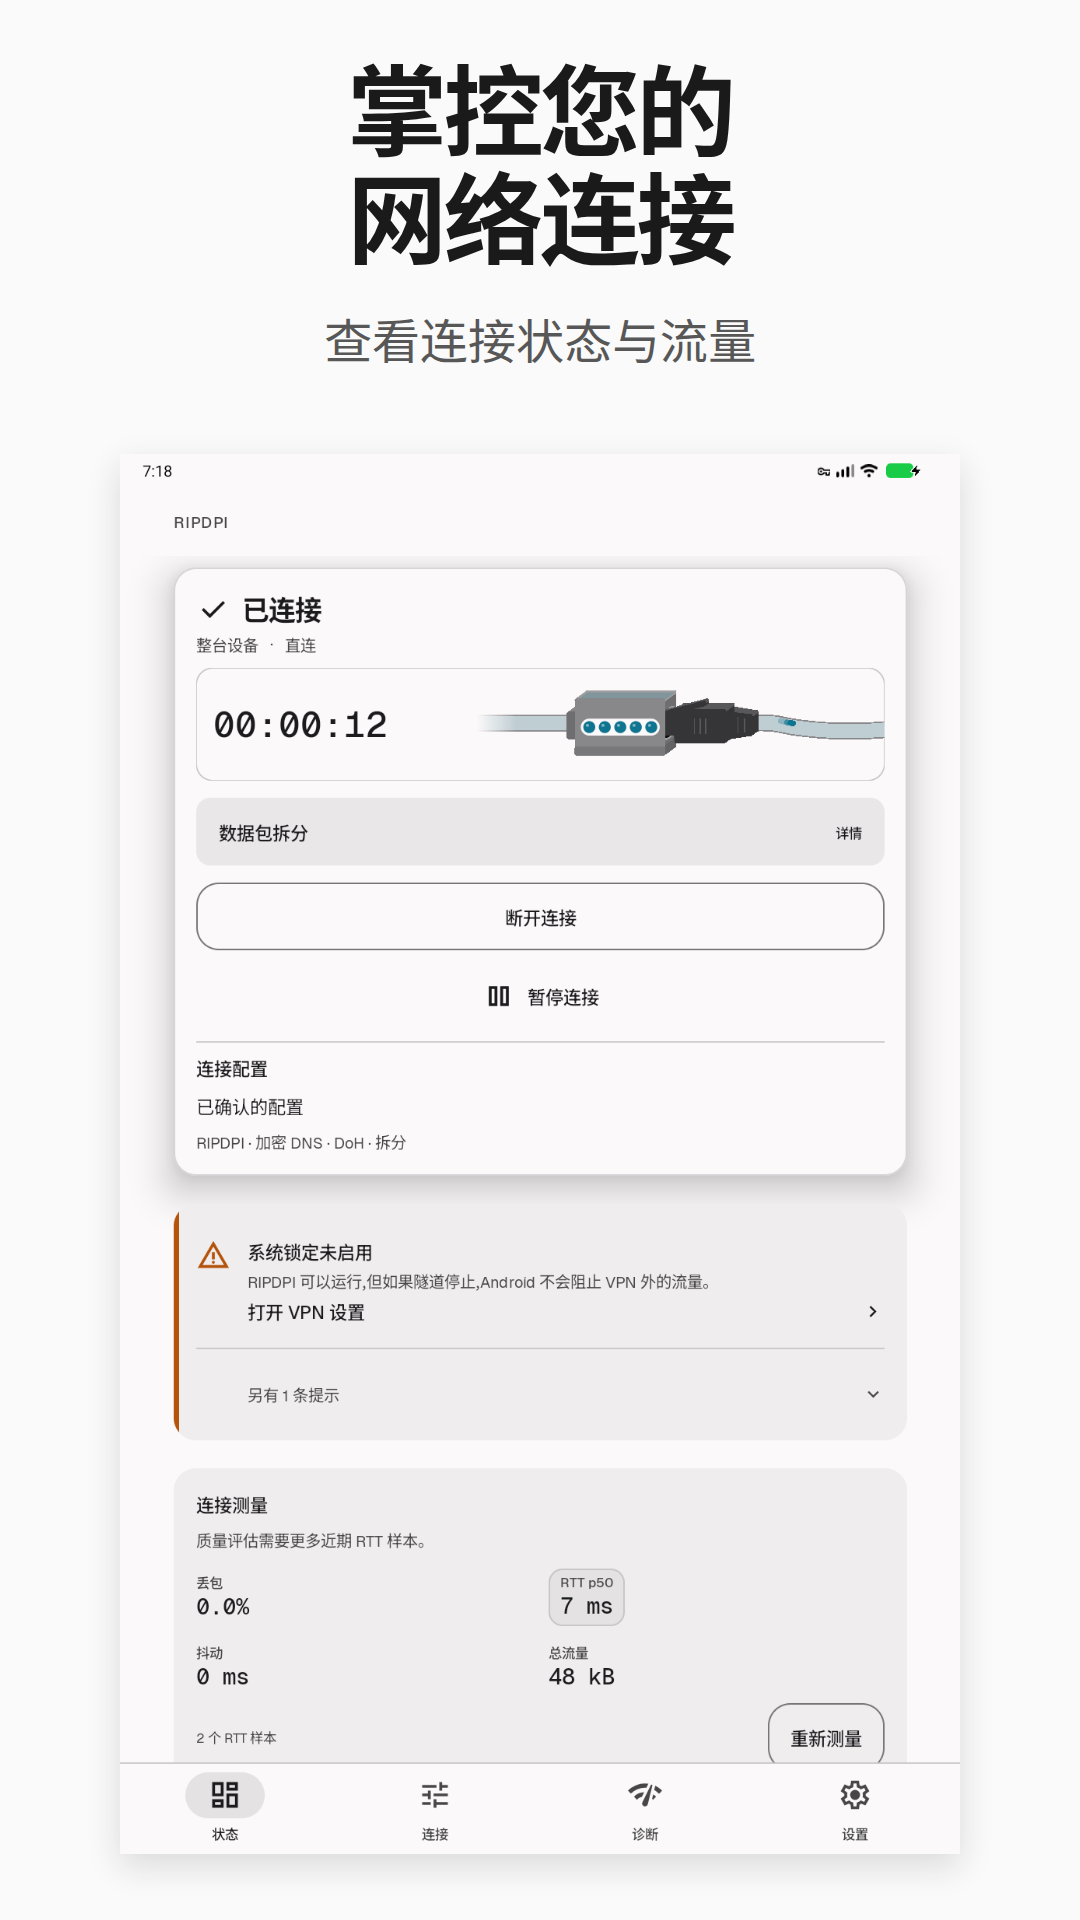 掌控您的
网络连接
查看连接状态与流量
7:18
RIPDPI
已连接
整台设备 · 直连
00:00:12
数据包拆分 详情
断开连接
暂停连接
连接配置
已确认的配置
RIPDPI · 加密 DNS · DoH · 拆分
系统锁定未启用
RIPDPI 可以运行,但如果隧道停止,Android 不会阻止 VPN 外的流量。
打开 VPN 设置
另有 1 条提示
连接测量
质量评估需要更多近期 RTT 样本。
丢包 RTT p50
0.0% 7 ms
抖动 总流量
0 ms 48 kB
2 个 RTT 样本 重新测量
状态 连接 诊断 设置